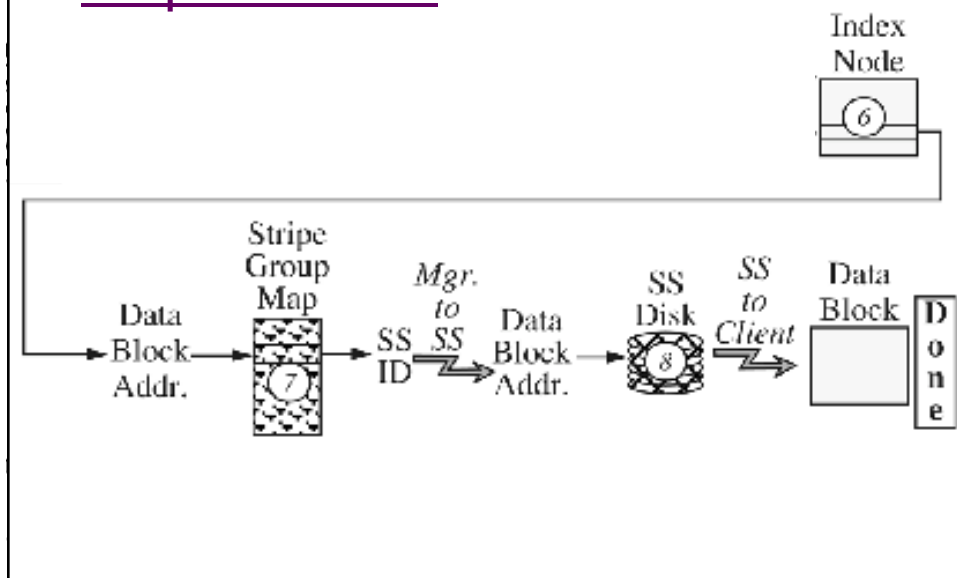 Index
Node
6
Stripe
Group
Map
Mgr.
to
SS
SS
Disk
SS
to
Client
Data
Block
Data
Block
Addr.
7
SS
ID
Data
Block
Addr.
8
Done